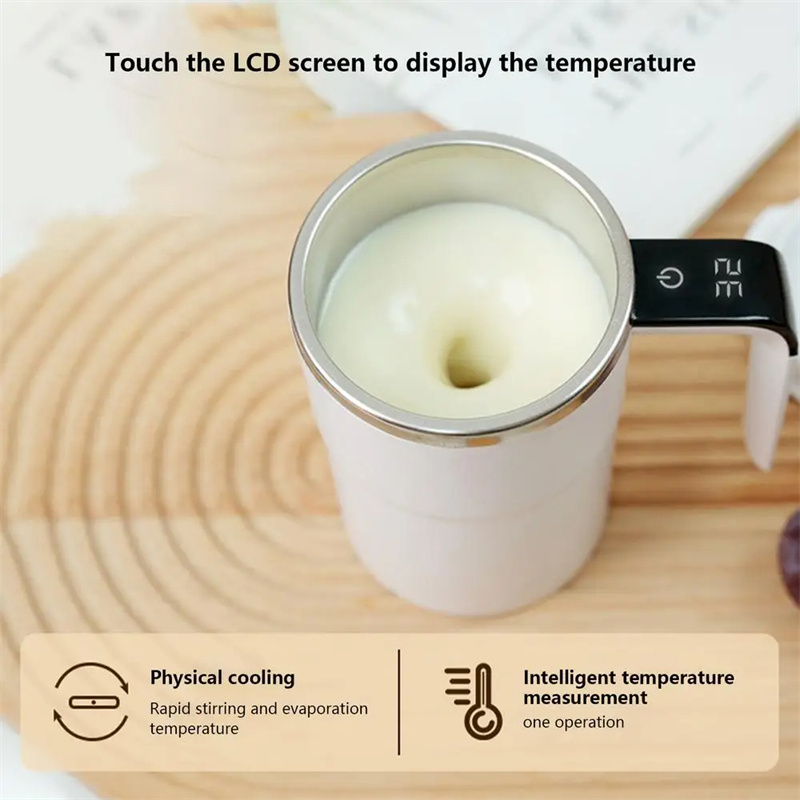 Touch the LCD screen to display the temperature
Physical cooling
Rapid stirring and evaporation
temperature
Intelligent temperature
measurement
one operation